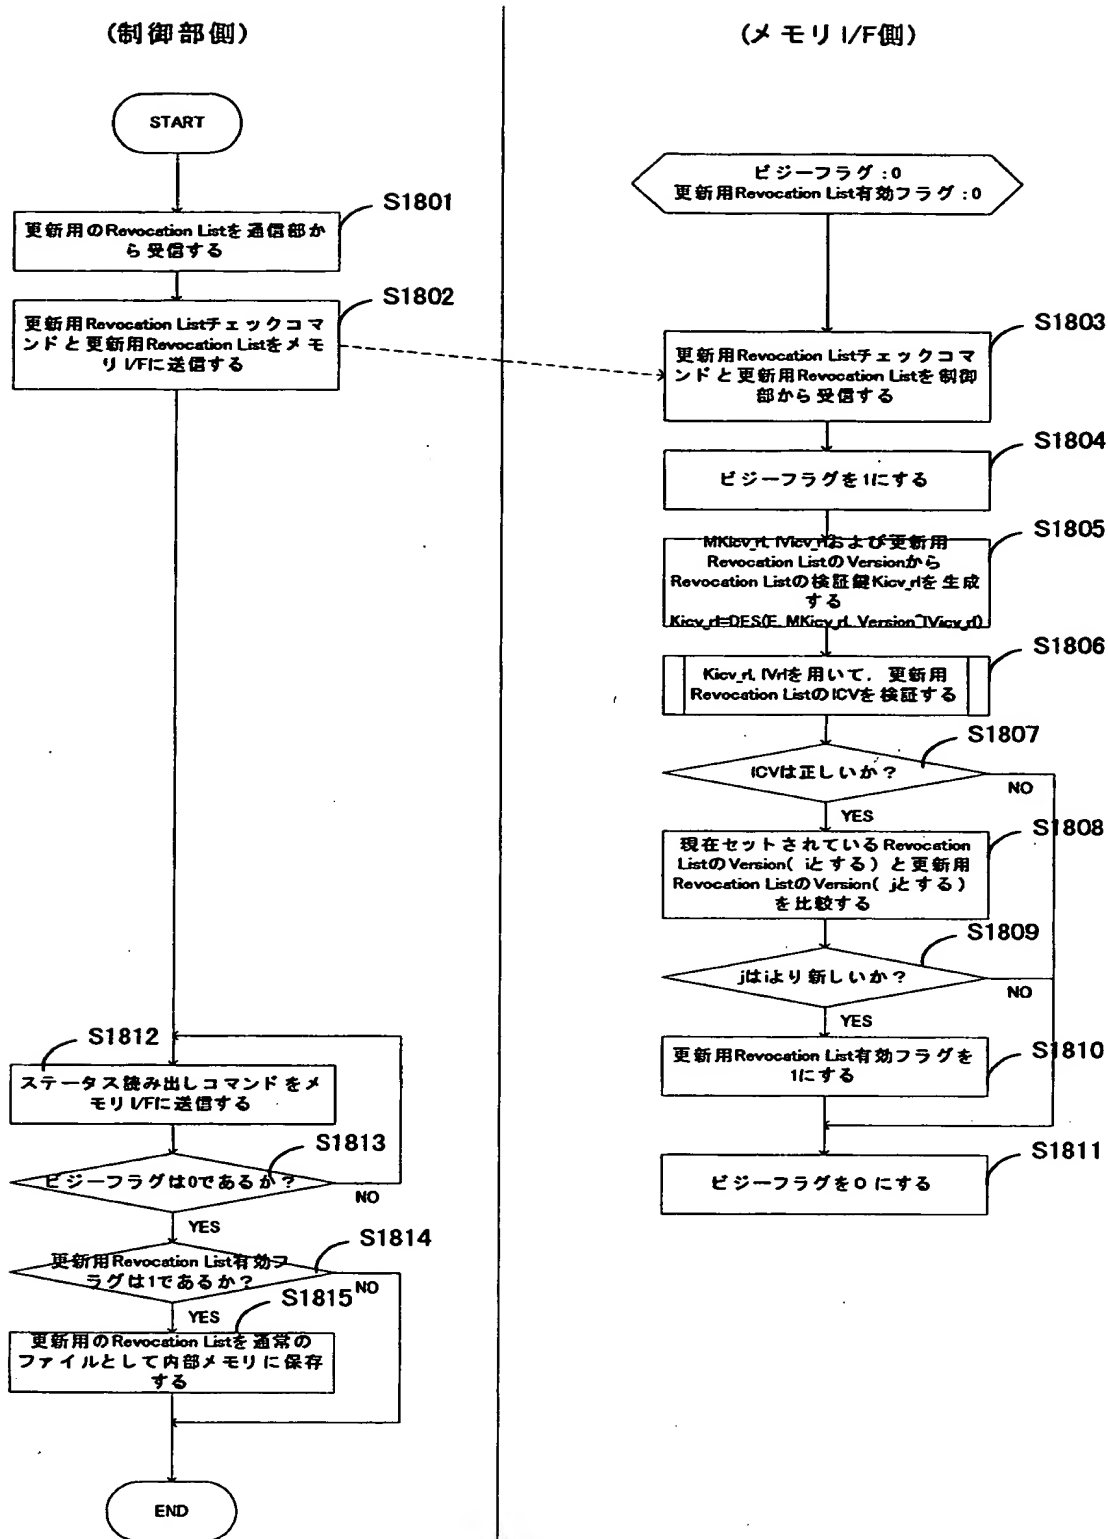 (制御部側)
START
S1801
更新用のRevocation Listを通信部か
ら受信する
S1802
更新用Revocation Listチェックコマ
ンドと更新用Revocation Listをメモ
リI/Fに送信する
S1812
ステータス読み出しコマンドをメ
モリI/Fに送信する
S1813
ビジーフラグは0であるか?
NO
YES
S1814
更新用Revocation List有効フ
ラグは1であるか?
NO
YES
S1815
更新用のRevocation Listを通常の
ファイルとして内部メモリに保存
する
END
(メモリI/F側)
ビジーフラグ:0
更新用Revocation List有効フラグ:0
S1803
更新用Revocation Listチェックコマ
ンドと更新用Revocation Listを制御
部から受信する
S1804
ビジーフラグを1にする
S1805
MKicv_rl, IVicv_rlおよび更新用
Revocation ListのVersionから
Revocation Listの検証鍵Kicv_rlを生成
する
Kicv_rl=DES(E, MKicv_rl, Version^IVicv_rl)
S1806
Kicv_rl, IVrlを用いて、更新用
Revocation ListのICVを検証する
S1807
ICVは正しいか?
NO
YES
S1808
現在セットされているRevocation
ListのVersion( iとする)と更新用
Revocation ListのVersion( jとする)
を比較する
S1809
jはiより新しいか?
NO
YES
S1810
更新用Revocation List有効フラグを
1にする
S1811
ビジーフラグを0にする